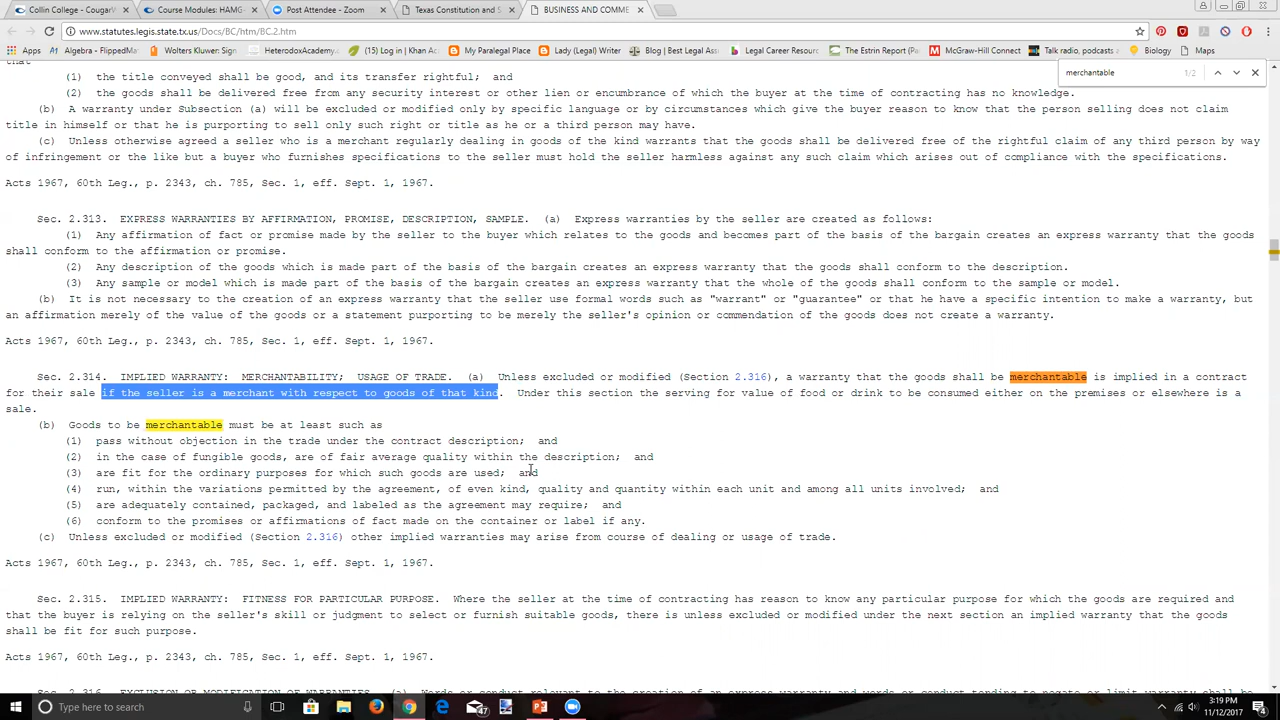 Collin College - CougarW
Course Modules: HAMG-
Post Attendee - Zoom
Texas Constitution and S
BUSINESS AND COMME
www.statutes.legis.state.tx.us/Docs/BC/htm/BC.2.htm
Apps
Algebra - FlippedMat
Wolters Kluwer: Sign
HeterodoxAcademy
(15) Log in | Khan Ac
My Paralegal Place
Lady (Legal) Writer
Blog | Best Legal Ass
Legal Career Resourc
The Estrin Report | Pa
McGraw-Hill Connect
Talk radio, podcasts
Biology
Maps
merchantable 1/2
that
(1) the title conveyed shall be good, and its transfer rightful; and
(2) the goods shall be delivered free from any security interest or other lien or encumbrance of which the buyer at the time of contracting has no knowledge.
(b) A warranty under Subsection (a) will be excluded or modified only by specific language or by circumstances which give the buyer reason to know that the person selling does not claim
title in himself or that he is purporting to sell only such right or title as he or a third person may have.
(c) Unless otherwise agreed a seller who is a merchant regularly dealing in goods of the kind warrants that the goods shall be delivered free of the rightful claim of any third person by way
of infringement or the like but a buyer who furnishes specifications to the seller must hold the seller harmless against any such claim which arises out of compliance with the specifications.
Acts 1967, 60th Leg., p. 2343, ch. 785, Sec. 1, eff. Sept. 1, 1967.
Sec. 2.313. EXPRESS WARRANTIES BY AFFIRMATION, PROMISE, DESCRIPTION, SAMPLE. (a) Express warranties by the seller are created as follows:
(1) Any affirmation of fact or promise made by the seller to the buyer which relates to the goods and becomes part of the basis of the bargain creates an express warranty that the goods
shall conform to the affirmation or promise.
(2) Any description of the goods which is made part of the basis of the bargain creates an express warranty that the goods shall conform to the description.
(3) Any sample or model which is made part of the basis of the bargain creates an express warranty that the whole of the goods shall conform to the sample or model.
(b) It is not necessary to the creation of an express warranty that the seller use formal words such as "warrant" or "guarantee" or that he have a specific intention to make a warranty, but
an affirmation merely of the value of the goods or a statement purporting to be merely the seller's opinion or commendation of the goods does not create a warranty.
Acts 1967, 60th Leg., p. 2343, ch. 785, Sec. 1, eff. Sept. 1, 1967.
Sec. 2.314. IMPLIED WARRANTY: MERCHANTABILITY; USAGE OF TRADE. (a) Unless excluded or modified (Section 2.316), a warranty that the goods shall be merchantable is implied in a contract
for their sale if the seller is a merchant with respect to goods of that kind. Under this section the serving for value of food or drink to be consumed either on the premises or elsewhere is a
sale.
(b) Goods to be merchantable must be at least such as
(1) pass without objection in the trade under the contract description; and
(2) in the case of fungible goods, are of fair average quality within the description; and
(3) are fit for the ordinary purposes for which such goods are used; and
(4) run, within the variations permitted by the agreement, of even kind, quality and quantity within each unit and among all units involved; and
(5) are adequately contained, packaged, and labeled as the agreement may require; and
(6) conform to the promises or affirmations of fact made on the container or label if any.
(c) Unless excluded or modified (Section 2.316) other implied warranties may arise from course of dealing or usage of trade.
Acts 1967, 60th Leg., p. 2343, ch. 785, Sec. 1, eff. Sept. 1, 1967.
Sec. 2.315. IMPLIED WARRANTY: FITNESS FOR PARTICULAR PURPOSE. Where the seller at the time of contracting has reason to know any particular purpose for which the goods are required and
that the buyer is relying on the seller's skill or judgment to select or furnish suitable goods, there is unless excluded or modified under the next section an implied warranty that the goods
shall be fit for such purpose.
Acts 1967, 60th Leg., p. 2343, ch. 785, Sec. 1, eff. Sept. 1, 1967.
Sec. 2.316. EXCLUSION OR MODIFICATION OF WARRANTIES. (a) Words or conduct relevant to the creation of an express warranty and words or conduct tending to negate or limit warranty shall be
Type here to search
47
3:19 PM
11/12/2017